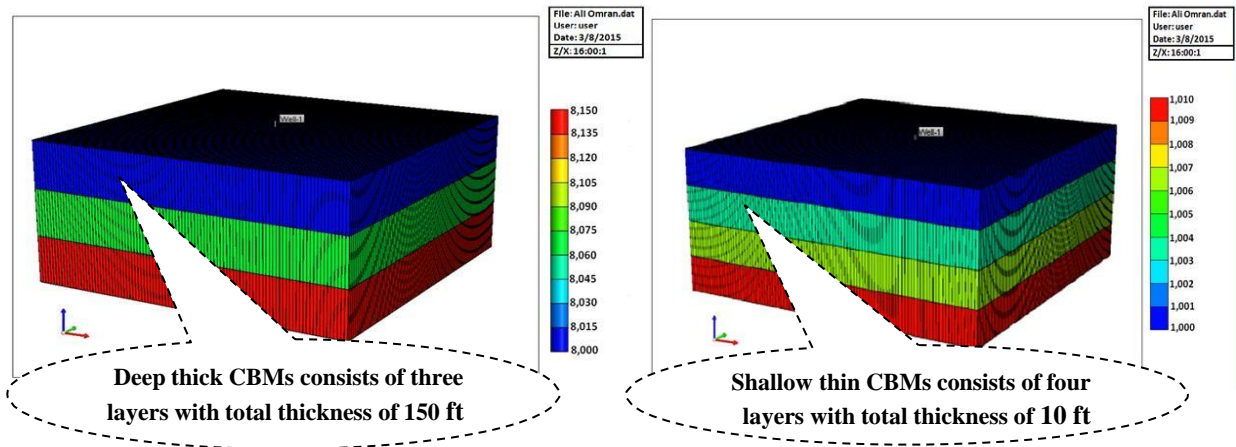 File: Ali Omran.dat
User: user
Date: 3/8/2015
Z/X: 16:00:1
Well-1
8,150
8,135
8,120
8,105
8,090
8,075
8,060
8,045
8,030
8,015
8,000
Deep thick CBMs consists of three
layers with total thickness of 150 ft
File: Ali Omran.dat
User: user
Date: 3/8/2015
Z/X: 16:00:1
Well-1
1,010
1,009
1,008
1,007
1,006
1,005
1,004
1,003
1,002
1,001
1,000
Shallow thin CBMs consists of four
layers with total thickness of 10 ft